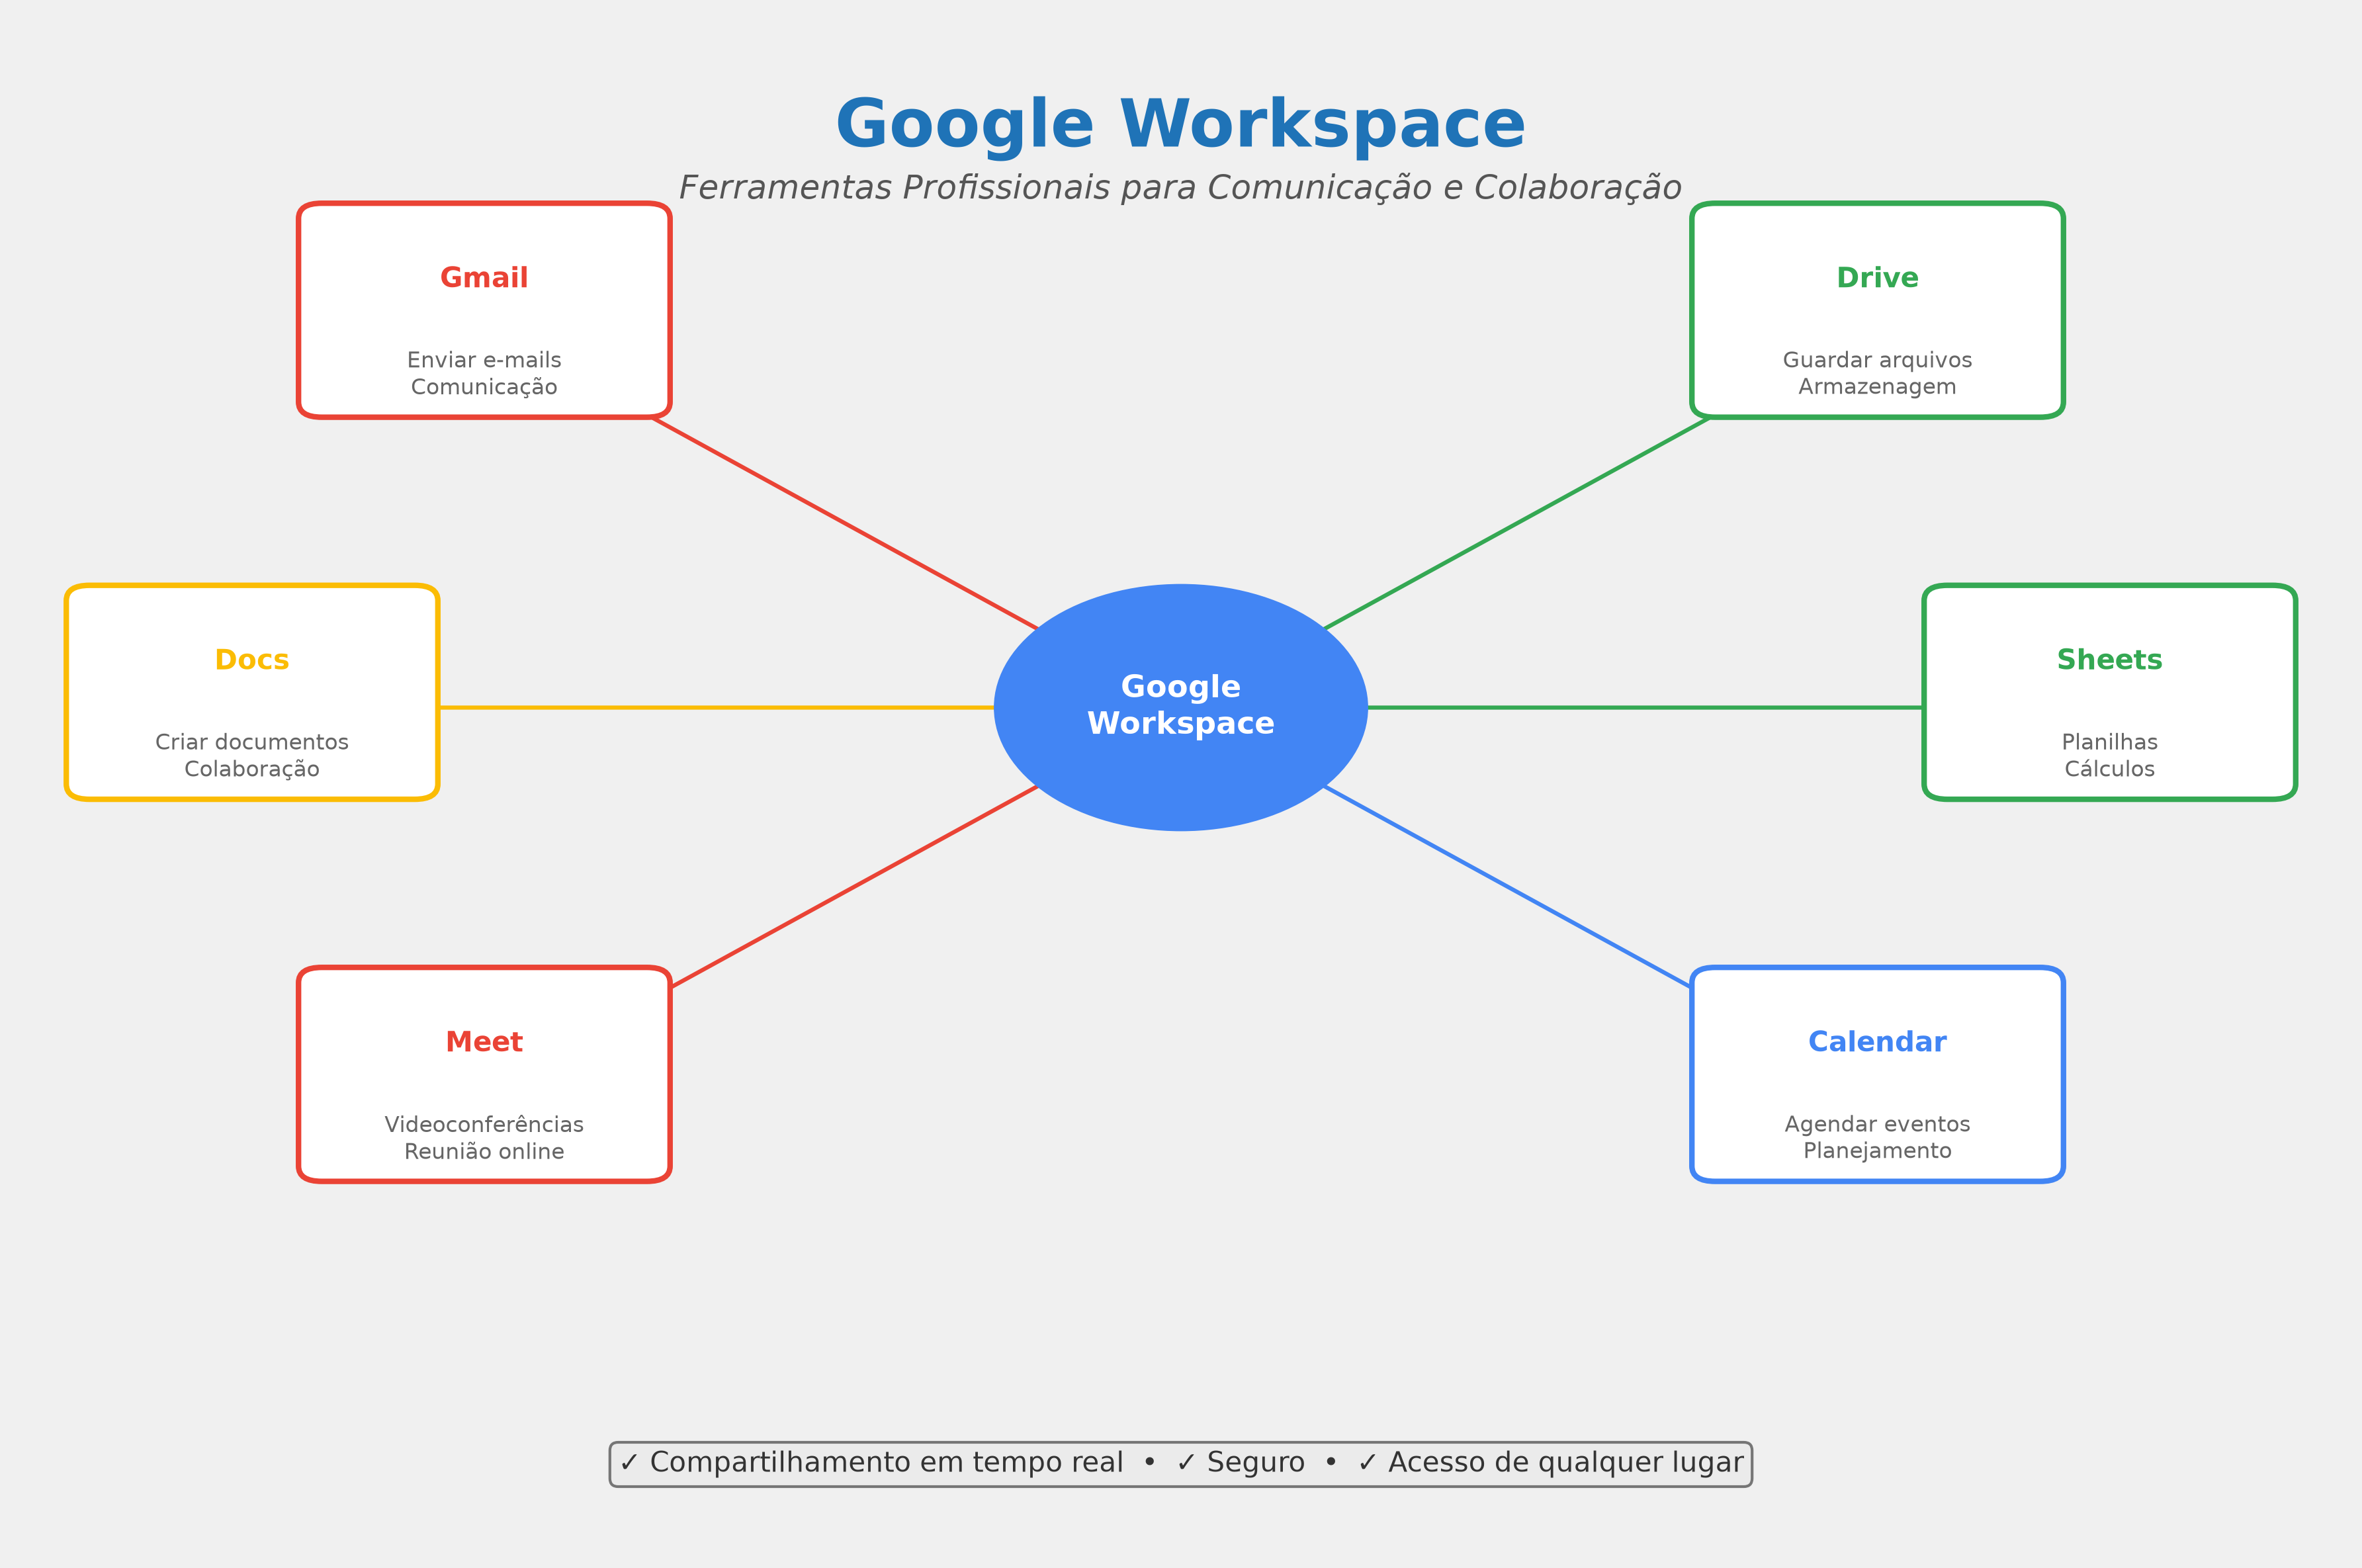 Google Workspace
Ferramentas Profissionais para Comunicação e Colaboração
Gmail
Enviar e-mails
Comunicação
Drive
Guardar arquivos
Armazenagem
Docs
Criar documentos
Colaboração
Google
Workspace
Sheets
Planilhas
Cálculos
Meet
Videoconferências
Reunião online
Calendar
Agendar eventos
Planejamento
✓ Compartilhamento em tempo real • ✓ Seguro • ✓ Acesso de qualquer lugar